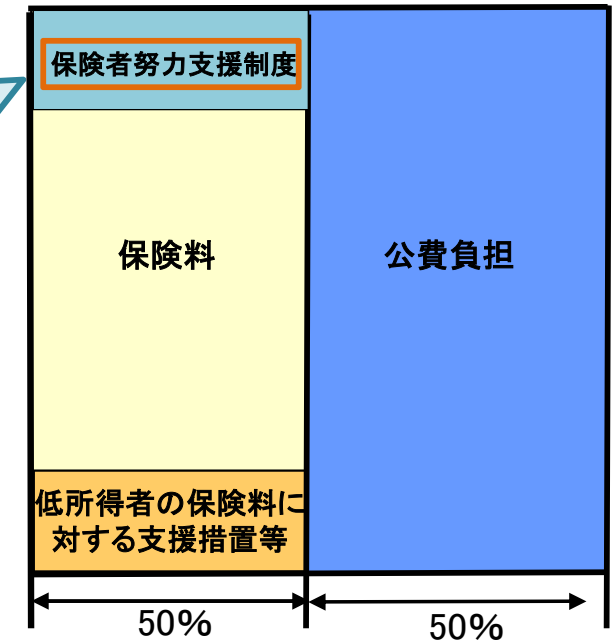 保険者努力支援制度
保険料
公費負担
低所得者の保険料に
対する支援措置等
50%
50%